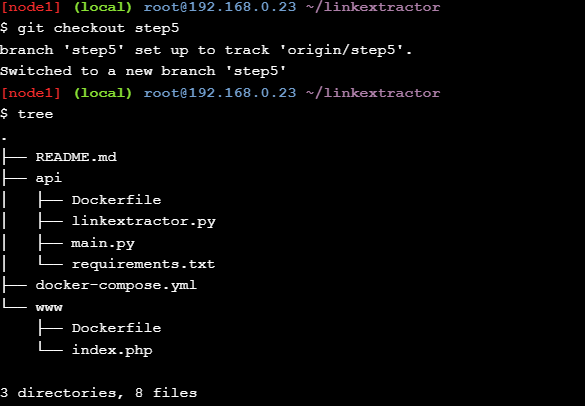 [node1] (local) root@192.168.0.23 ~/linkextractor
$ git checkout step5
branch 'step5' set up to track 'origin/step5'.
Switched to a new branch 'step5'
[node1] (local) root@192.168.0.23 ~/linkextractor
$ tree
.
├── README.md
├── api
│   ├── Dockerfile
│   ├── linkextractor.py
│   ├── main.py
│   └── requirements.txt
├── docker-compose.yml
└── www
    ├── Dockerfile
    └── index.php

3 directories, 8 files